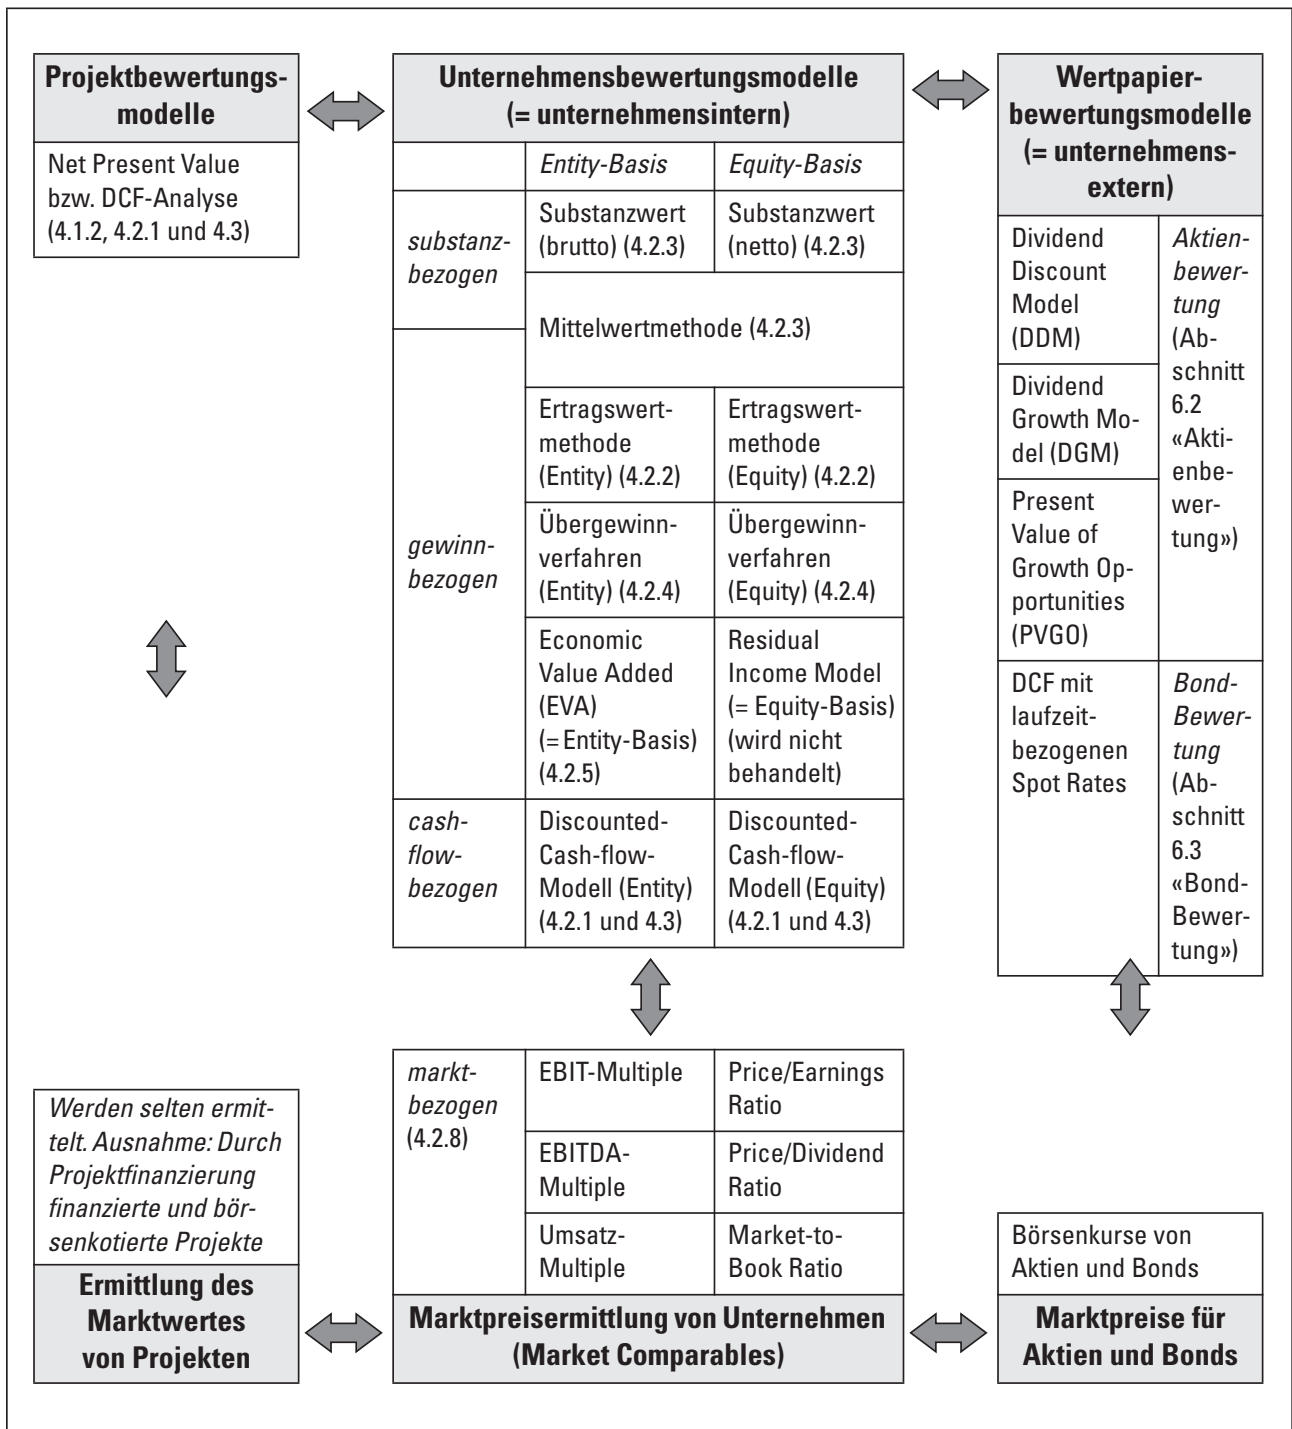 Projektbewertungs-
modelle
Net Present Value
bzw. DCF-Analyse
(4.1.2, 4.2.1 und 4.3)
Unternehmensbewertungsmodelle
(= unternehmensintern)
Entity-Basis
Equity-Basis
substanz-
bezogen
Substanzwert
(brutto) (4.2.3)
Substanzwert
(netto) (4.2.3)
Mittelwertmethode (4.2.3)
gewinn-
bezogen
Ertragswert-
methode
(Entity) (4.2.2)
Ertragswert-
methode
(Equity) (4.2.2)
Übergewinn-
verfahren
(Entity) (4.2.4)
Übergewinn-
verfahren
(Equity) (4.2.4)
Economic
Value Added
(EVA)
(= Entity-Basis)
(4.2.5)
Residual
Income Model
(= Equity-Basis)
(wird nicht
behandelt)
cash-
flow-
bezogen
Discounted-
Cash-flow-
Modell (Entity)
(4.2.1 und 4.3)
Discounted-
Cash-flow-
Modell (Equity)
(4.2.1 und 4.3)
Wertpapier-
bewertungsmodelle
(= unternehmens-
extern)
Dividend
Discount
Model
(DDM)
Dividend
Growth Mo-
del (DGM)
Present
Value of
Growth Op-
portunities
(PVGO)
Aktien-
bewer-
tung
(Ab-
schnitt
6.2
«Akti-
enbe-
wer-
tung»)
DCF mit
laufzeit-
bezogenen
Spot Rates
Bond-
Bewer-
tung
(Ab-
schnitt
6.3
«Bond-
Bewer-
tung»)
Werden selten ermit-
telt. Ausnahme: Durch
Projektfinanzierung
finanzierte und bör-
senkotierte Projekte
Ermittlung des
Marktwertes
von Projekten
markt-
bezogen
(4.2.8)
EBIT-Multiple
Price/Earnings
Ratio
EBITDA-
Multiple
Price/Dividend
Ratio
Umsatz-
Multiple
Market-to-
Book Ratio
Marktpreisermittlung von Unternehmen
(Market Comparables)
Börsenkurse von
Aktien und Bonds
Marktpreise für
Aktien und Bonds